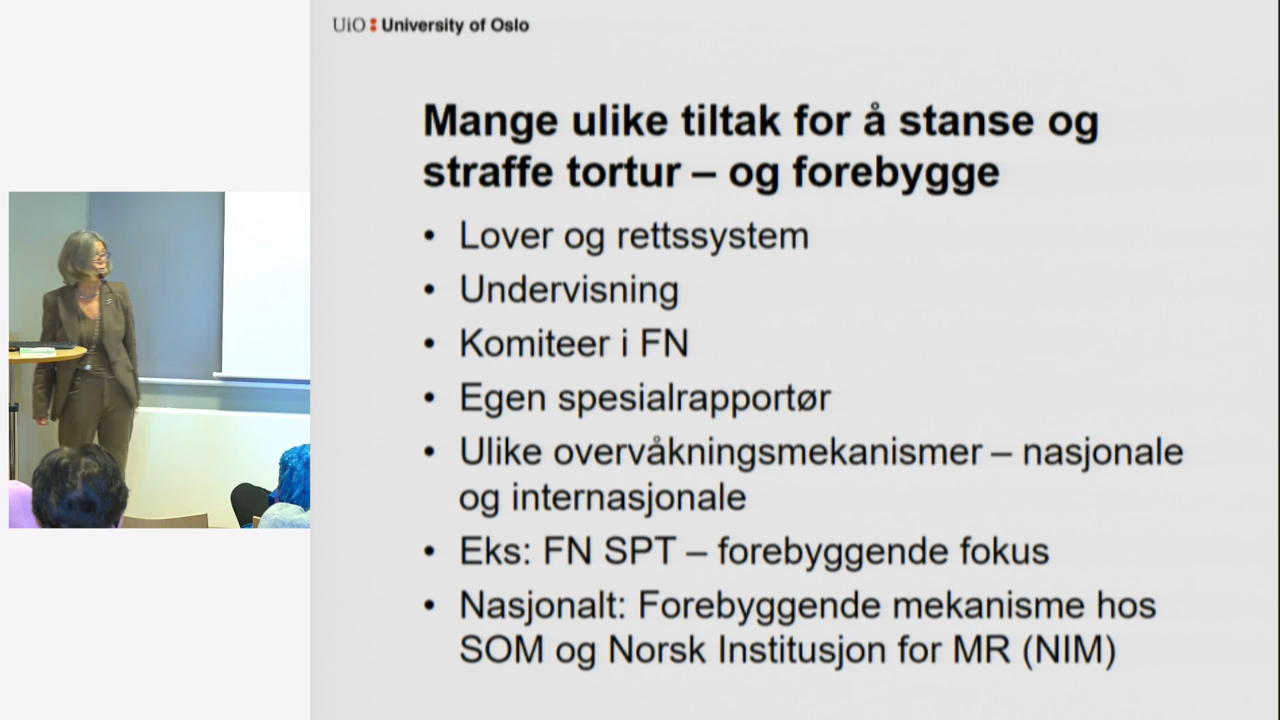 UiO University of Oslo
Mange ulike tiltak for å stanse og
straffe tortur – og forebygge
• Lover og rettssystem
• Undervisning
• Komiteer i FN
• Egen spesialrapportør
• Ulike overvåkningsmekanismer – nasjonale
og internasjonale
• Eks: FN SPT – forebyggende fokus
• Nasjonalt: Forebyggende mekanisme hos
SOM og Norsk Institusjon for MR (NIM)